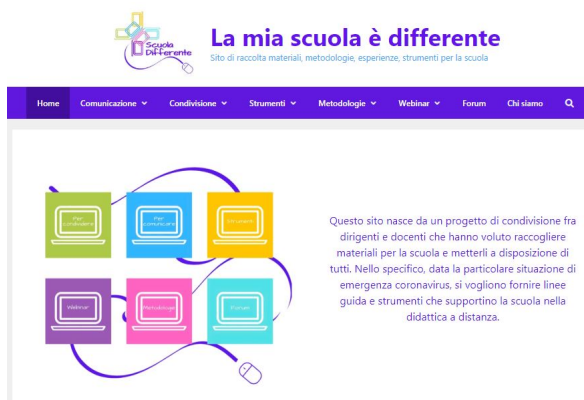 Scuola
Differente
La mia scuola è differente
Sito di raccolta materiali, metodologie, esperienze, strumenti per la scuola
Home Comunicazione Condivisione Strumenti Metodologie Webinar Forum Chi siamo
Per condividere
Per comunicare
Strumenti
Webinar
Metodologie
Forum
Questo sito nasce da un progetto di condivisione fra
dirigenti e docenti che hanno voluto raccogliere
materiali per la scuola e metterli a disposizione di
tutti. Nello specifico, data la particolare situazione di
emergenza coronavirus, si vogliono fornire linee
guida e strumenti che supportino la scuola nella
didattica a distanza.